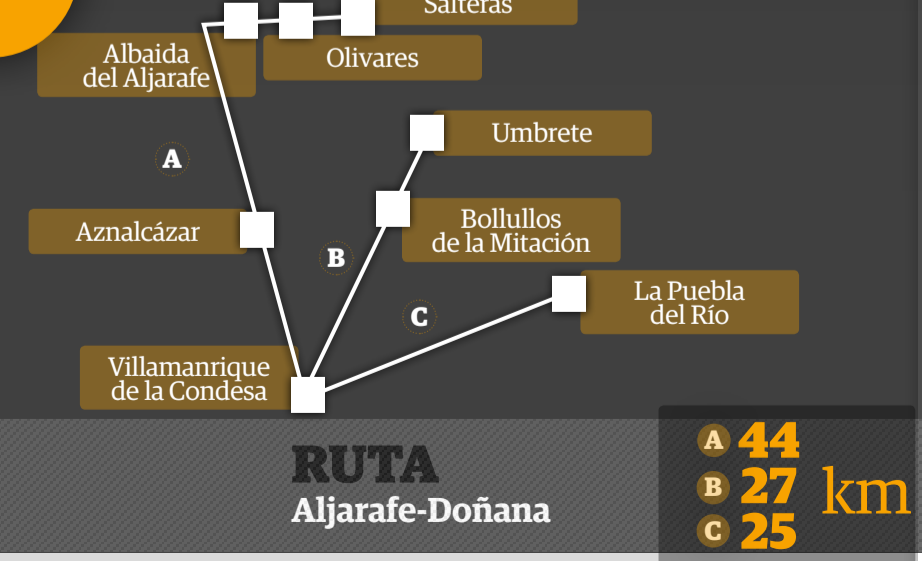 Salteras
Albaida
del Aljarafe
Olivares
Umbrete
A
Aznalcázar
Bollullos
de la Mitación
B
La Puebla
del Río
C
Villamanrique
de la Condesa
RUTA
Aljarafe-Doñana
A 44
B 27 km
C 25